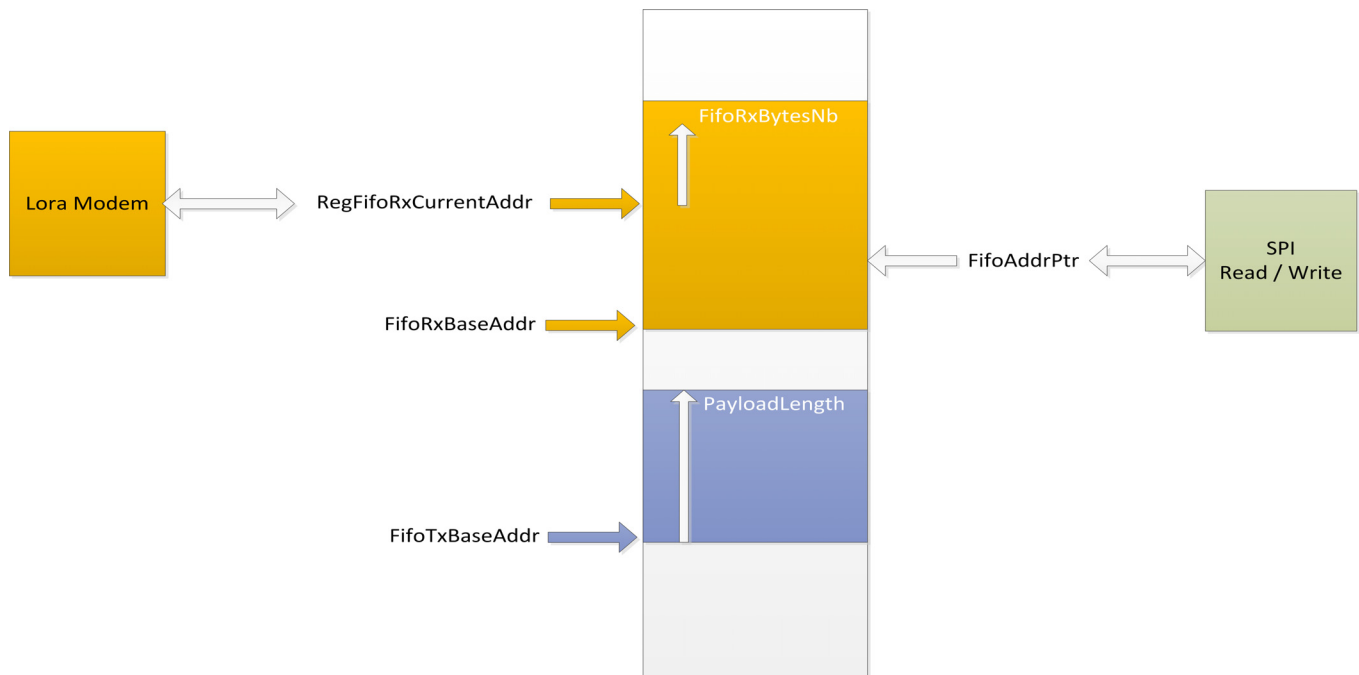 FifoRxBytesNb
Lora Modem
RegFifoRxCurrentAddr
SPI
Read / Write
FifoAddrPtr
FifoRxBaseAddr
PayloadLength
FifoTxBaseAddr